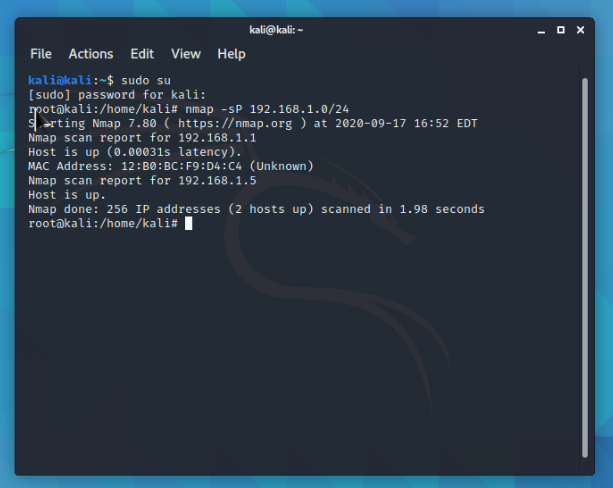 kali@kali: ~
File Actions Edit View Help
kali@kali:~$ sudo su
[sudo] password for kali:
root@kali:/home/kali# nmap -sP 192.168.1.0/24
Starting Nmap 7.80 ( https://nmap.org ) at 2020-09-17 16:52 EDT
Nmap scan report for 192.168.1.1
Host is up (0.00031s latency).
MAC Address: 12:B0:BC:F9:D4:C4 (Unknown)
Nmap scan report for 192.168.1.5
Host is up.
Nmap done: 256 IP addresses (2 hosts up) scanned in 1.98 seconds
root@kali:/home/kali#